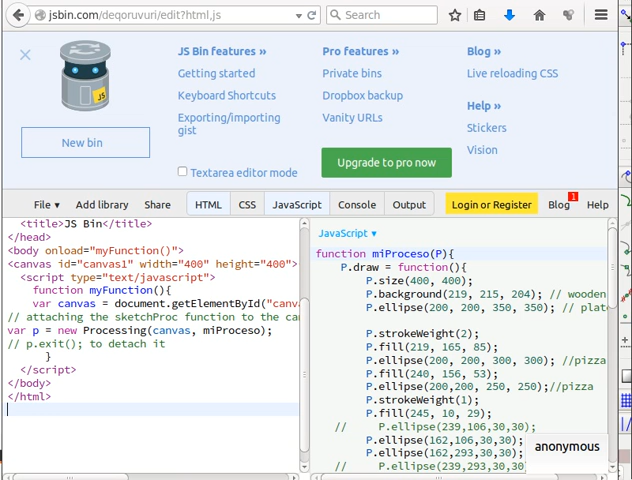 jsbin.com/deqoruvuri/edit?html,js
Search
JS
New bin
JS Bin features »
Getting started
Keyboard Shortcuts
Exporting/importing
gist
Textarea editor mode
Pro features »
Private bins
Dropbox backup
Vanity URLs
Upgrade to pro now
Blog »
Live reloading CSS
Help »
Stickers
Vision
File ▾ Add library Share HTML CSS JavaScript Console Output Login or Register Blog 1 Help
<title>JS Bin</title>
</head>
<body onload="myFunction()">
<canvas id="canvas1" width="400" height="400">
<script type="text/javascript">
function myFunction(){
var canvas = document.getElementById("canva
// attaching the sketchProc function to the can
var p = new Processing(canvas, miProceso);
// p.exit(); to detach it
}
</script>
</body>
</html>
JavaScript ▾
function miProceso(P){
P.draw = function(){
P.size(400, 400);
P.background(219, 215, 204); // wooden
P.ellipse(200, 200, 350, 350); // plate
P.strokeWeight(2);
P.fill(219, 165, 85);
P.ellipse(200, 200, 300, 300); //pizza
P.fill(240, 156, 53);
P.ellipse(200,200, 250, 250);//pizza
P.strokeWeight(1);
P.fill(245, 10, 29);
// P.ellipse(239,106,30,30);
P.ellipse(162,106,30,30);
P.ellipse(162,293,30,30);
// P.ellipse(239,293,30,30)
anonymous